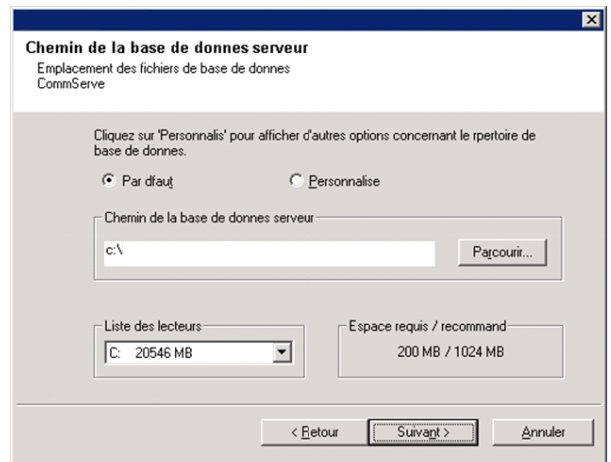 Chemin de la base de donnes serveur
Emplacement des fichiers de base de donnes
CommServe
Cliquez sur 'Personnalis' pour afficher d'autres options concernant le rpertoire de
base de donnes.
Par dfaut
Personnalise
Chemin de la base de donnes serveur
c:\
Parcourir...
Liste des lecteurs
Espace requis / recommand
C: 20546 MB
200 MB / 1024 MB
< Retour
Suivant >
Annuler